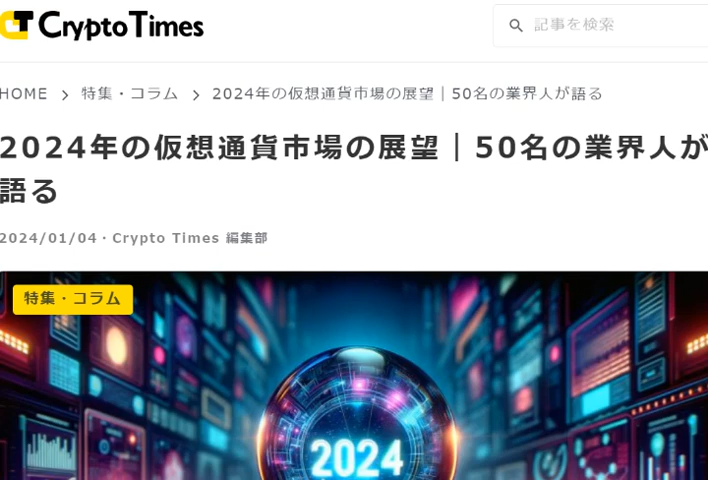 CT CryptoTimes
記事を検索
HOME > 特集・コラム > 2024年の仮想通貨市場の展望｜50名の業界人が語る
2024年の仮想通貨市場の展望｜50名の業界人が
語る
2024/01/04・Crypto Times 編集部
特集・コラム
2024